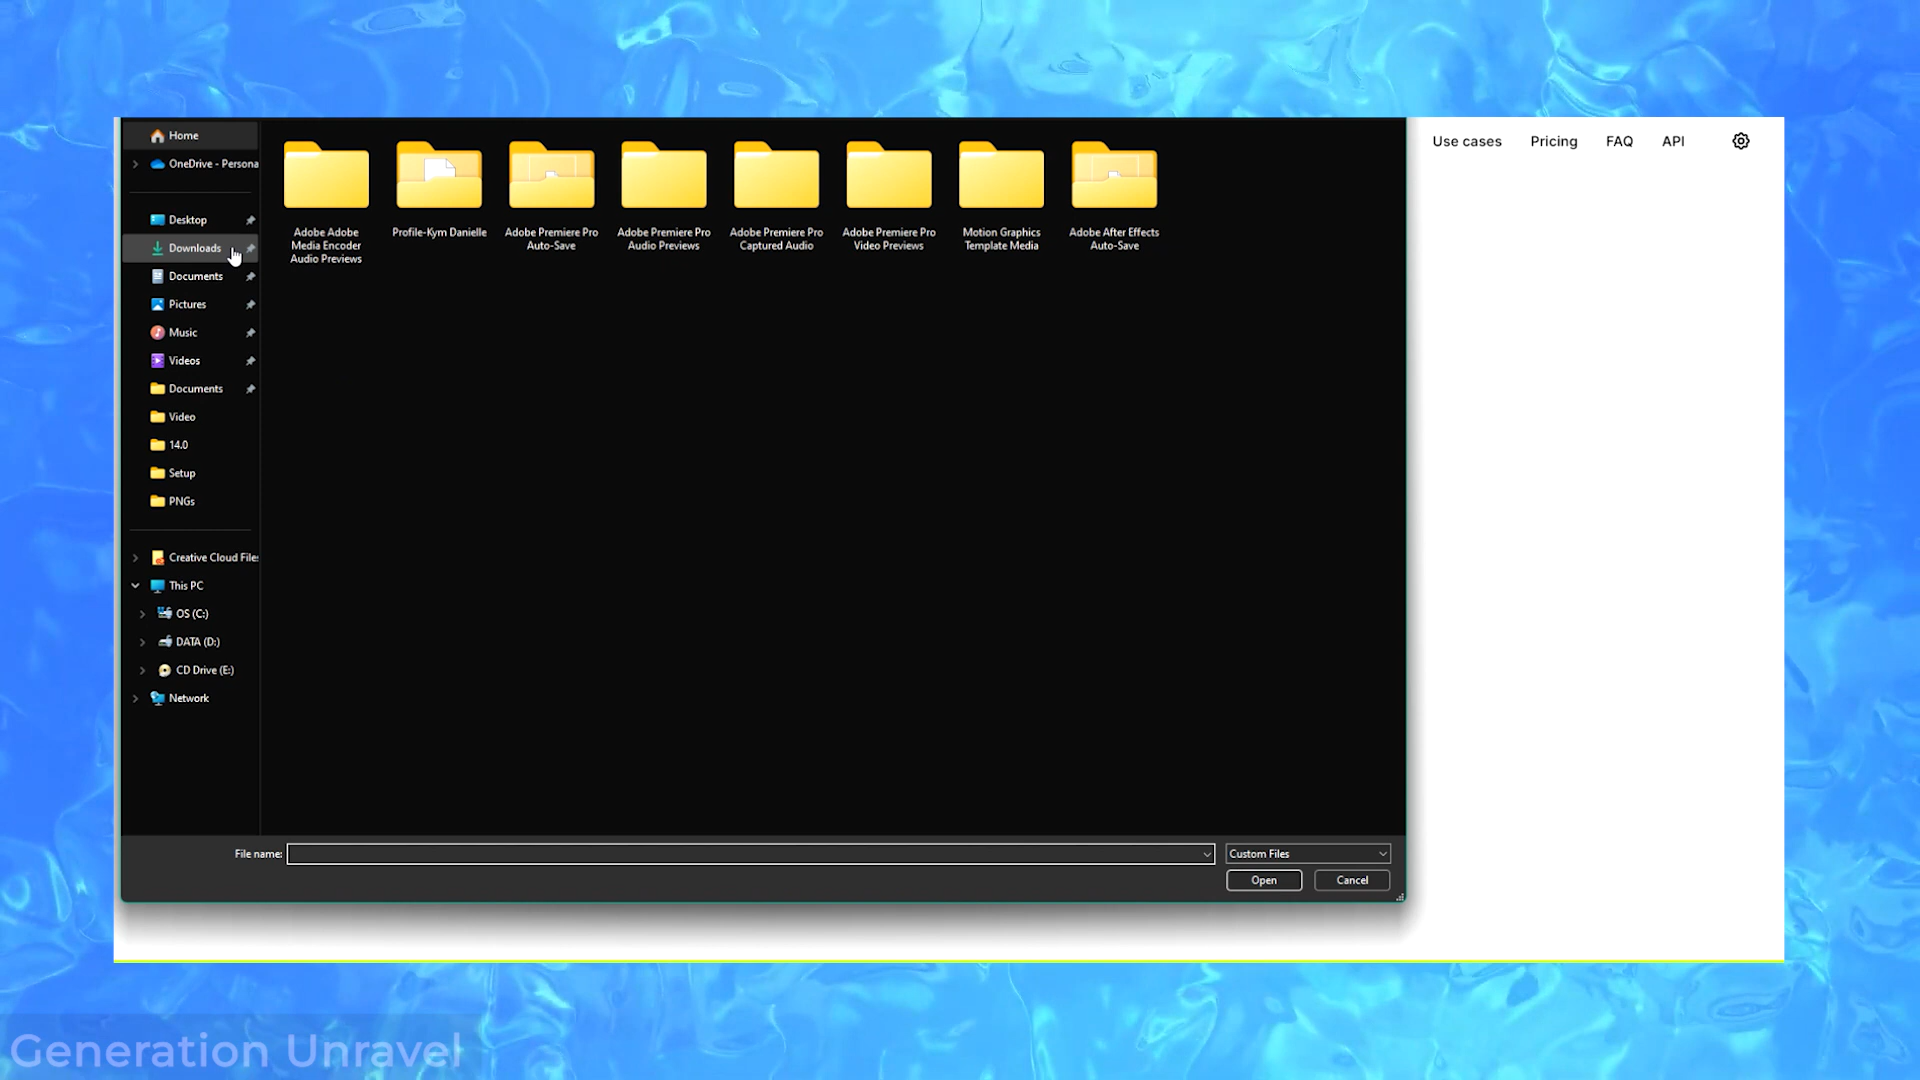 Home
OneDrive - Persona
Desktop
Downloads
Documents
Pictures
Music
Videos
Documents
Video
14.0
Setup
PNGs
Creative Cloud Files
This PC
OS (C:)
DATA (D:)
CD Drive (E:)
Network
Adobe Adobe
Media Encoder
Audio Previews
Profile-Kym Danielle
Adobe Premiere Pro
Auto-Save
Adobe Premiere Pro
Audio Previews
Adobe Premiere Pro
Captured Audio
Adobe Premiere Pro
Video Previews
Motion Graphics
Template Media
Adobe After Effects
Auto-Save
Use cases Pricing FAQ API
File name:
Custom Files
Open Cancel
Generation Unravel